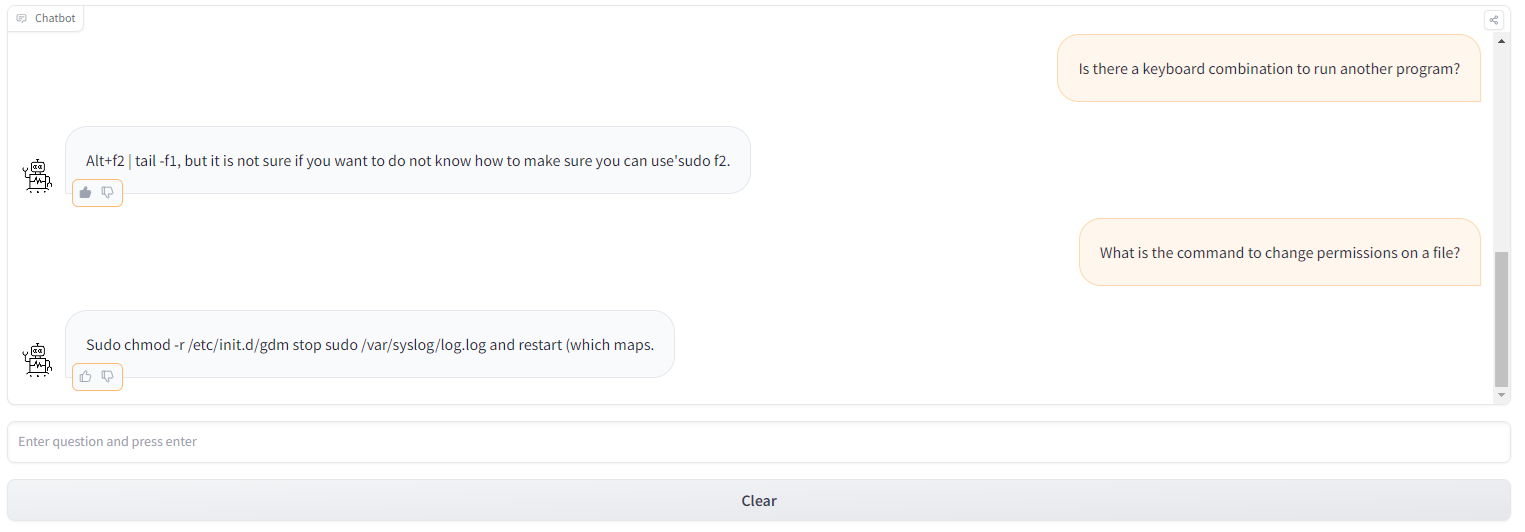 Chatbot
Is there a keyboard combination to run another program?
Alt+f2 | tail -f1, but it is not sure if you want to do not know how to make sure you can use'sudo f2.
What is the command to change permissions on a file?
Sudo chmod -r /etc/init.d/gdm stop sudo /var/syslog/log.log and restart (which maps.
Enter question and press enter
Clear